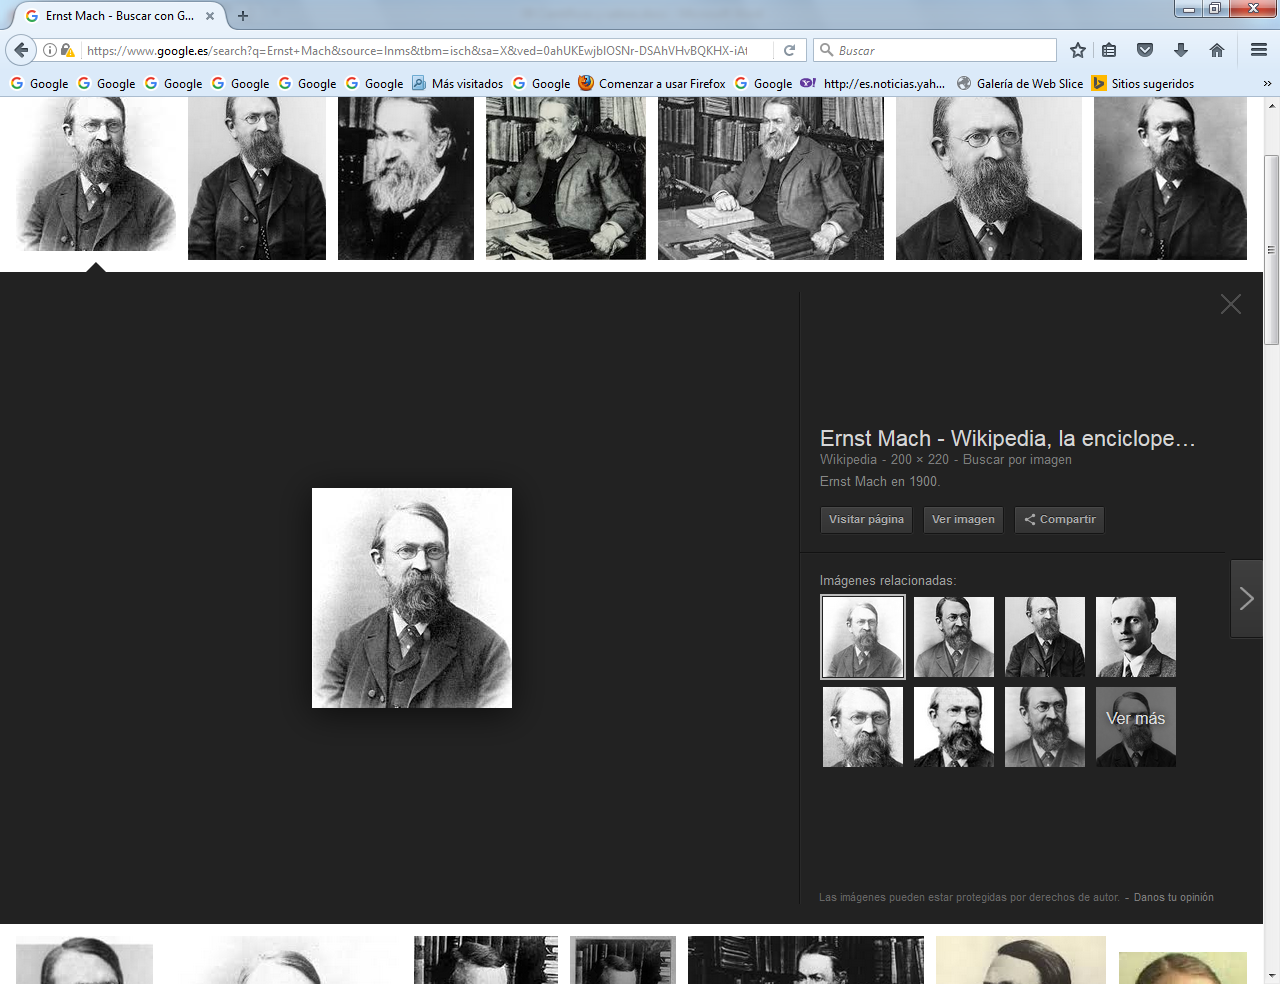 Ernst Mach - Buscar con G...
https://www.google.es/search?q=Ernst+Mach&source=lnms&tbm=isch&sa=X&ved=0ahUKEwjblOSNr-DSAhVHvBQKHX-iAf
Buscar
Google
Google
Google
Google
Google
Google
Más visitados
Google
Comenzar a usar Firefox
Google
http://es.noticias.yah...
Galería de Web Slice
Sitios sugeridos
Ernst Mach - Wikipedia, la enciclope…
Wikipedia - 200 × 220 - Buscar por imagen
Ernst Mach en 1900.
Visitar página
Ver imagen
Compartir
Imágenes relacionadas:
Ver más
Las imágenes pueden estar protegidas por derechos de autor. - Danos tu opinión